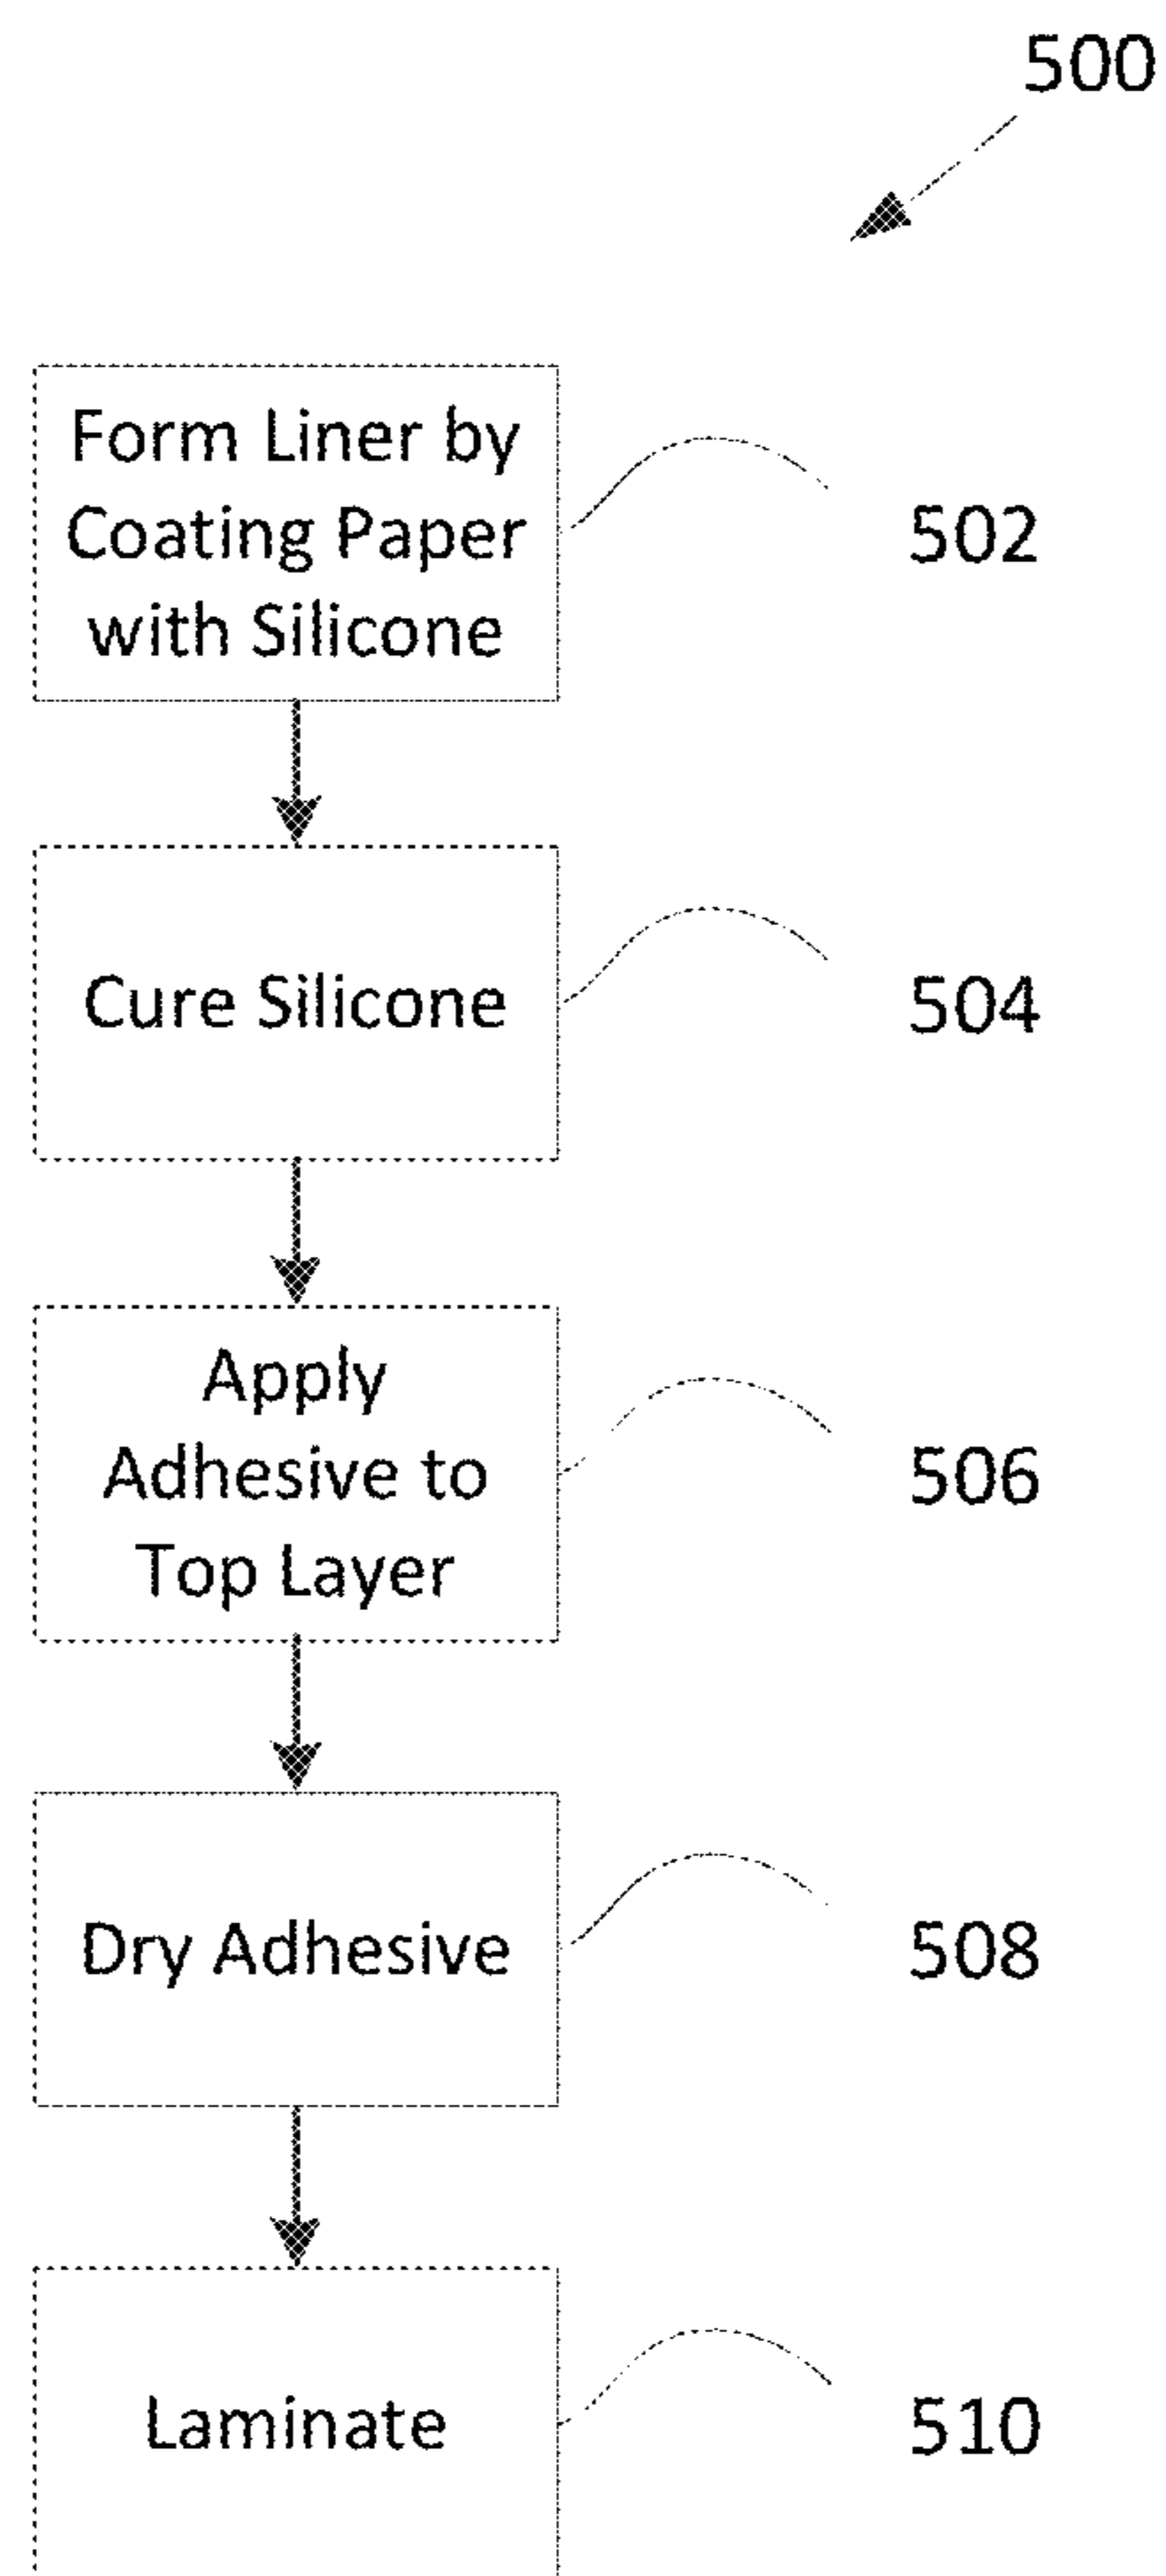 500
Form Liner by
Coating Paper
with Silicone
502
Cure Silicone
504
Apply
Adhesive to
Top Layer
506
Dry Adhesive
508
Laminate
510